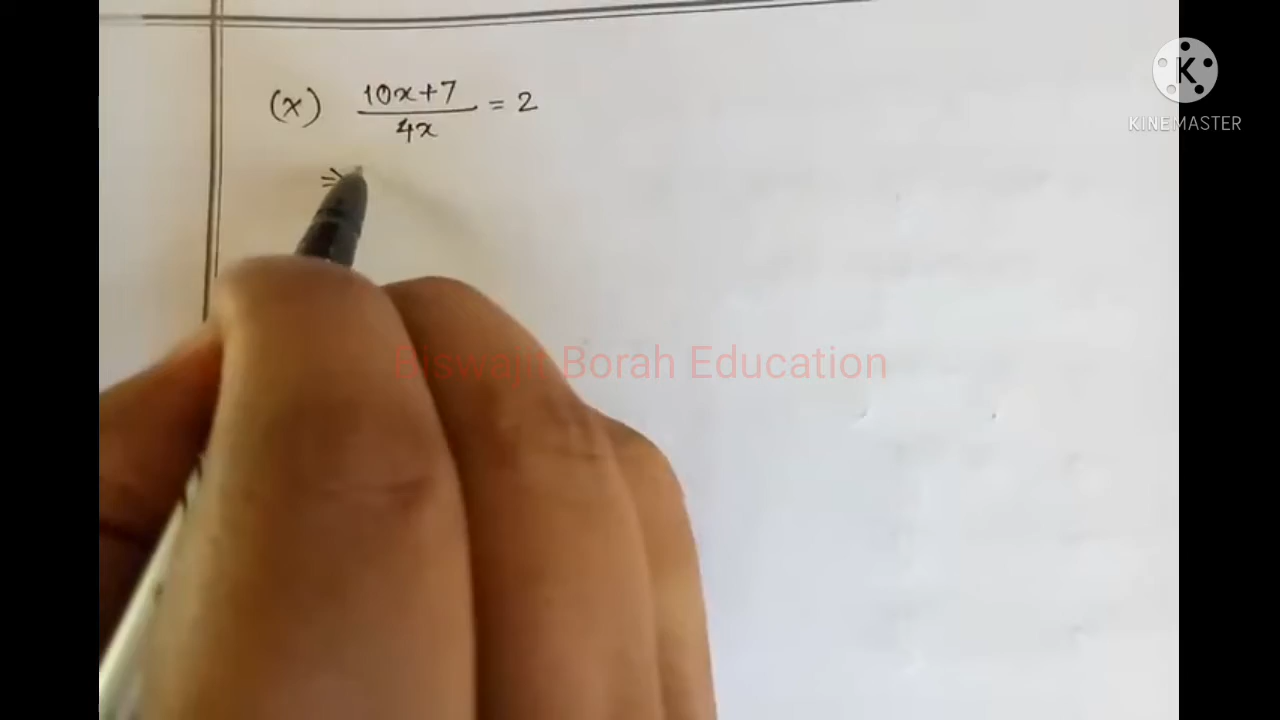 (x) 10x+7 / 4x = 2
⇒
KINEMASTER
Biswajit Borah Education